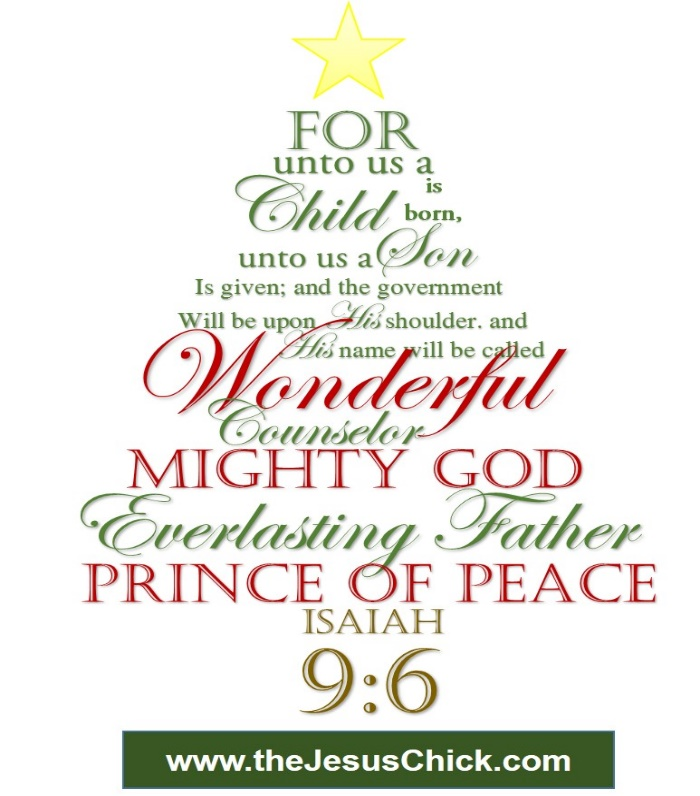 FOR
unto us a
Child is born,
unto us a Son
Is given; and the government
Will be upon His shoulder. and
His name will be called
Wonderful
Counselor
MIGHTY GOD
Everlasting Father
PRINCE OF PEACE
ISAIAH
9:6
www.theJesusChick.com